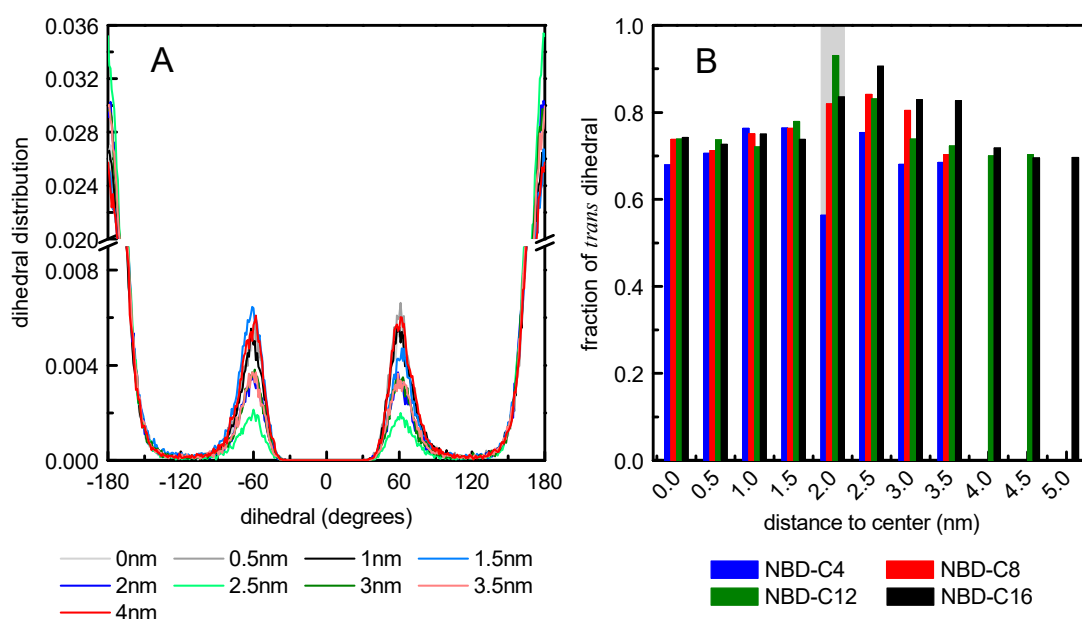 A
B
dihedral distribution
0.036
0.032
0.028
0.024
0.020
0.008
0.004
0.000
-180 -120 -60 0 60 120 180
dihedral (degrees)
0nm 0.5nm 1nm 1.5nm
2nm 2.5nm 3nm 3.5nm
4nm
fraction of trans dihedral
1.0
0.8
0.6
0.4
0.2
0.0
0.0 0.5 1.0 1.5 2.0 2.5 3.0 3.5 4.0 4.5 5.0
distance to center (nm)
NBD-C4 NBD-C8
NBD-C12 NBD-C16